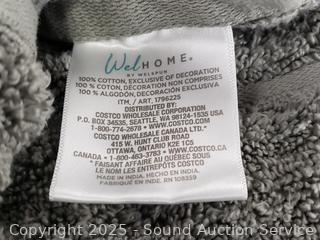 WelHOME®
BY WELSPUN
100% COTTON, EXCLUSIVE OF DECORATION
100 % COTON, DÉCORATION NON COMPRISES
100 % ALGODÓN, DECORACIÓN EXCLUSIVA
ITM. / ART. 1796225
DISTRIBUTED BY:
COSTCO WHOLESALE CORPORATION
P.O. BOX 34535, SEATTLE, WA 98124-1535 USA
1-800-774-2678 • WWW.COSTCO.COM
COSTCO WHOLESALE CANADA LTD.*
415 W. HUNT CLUB ROAD
OTTAWA, ONTARIO K2E 1C5
CANADA • 1-800-463-3783 • WWW.COSTCO.CA
* FAISANT AFFAIRE AU QUÉBEC SOUS
LE NOM LES ENTREPÔTS COSTCO
MADE IN INDIA. HECHO EN INDIA.
FABRIQUÉ EN INDE. RN 108359
Copyright 2025 - Sound Auction Service